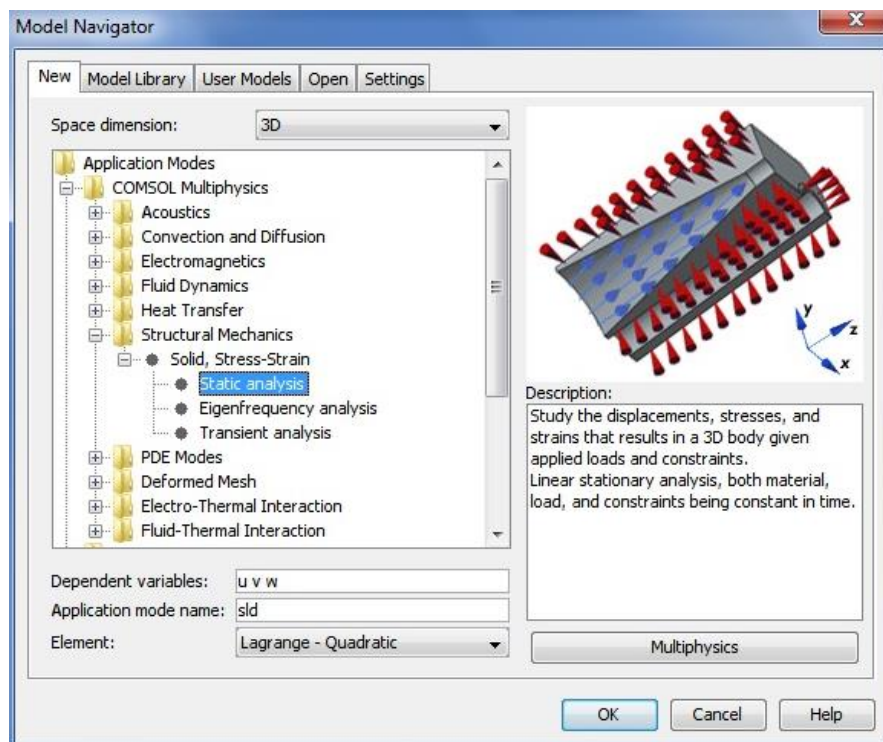 Model Navigator
New Model Library User Models Open Settings
Space dimension: 3D
Application Modes
COMSOL Multiphysics
Acoustics
Convection and Diffusion
Electromagnetics
Fluid Dynamics
Heat Transfer
Structural Mechanics
Solid, Stress-Strain
Static analysis
Eigenfrequency analysis
Transient analysis
PDE Modes
Deformed Mesh
Electro-Thermal Interaction
Fluid-Thermal Interaction
Dependent variables: u v w
Application mode name: sld
Element: Lagrange - Quadratic
y
z
x
Description:
Study the displacements, stresses, and
strains that results in a 3D body given
applied loads and constraints.
Linear stationary analysis, both material,
load, and constraints being constant in time.
Multiphysics
OK Cancel Help